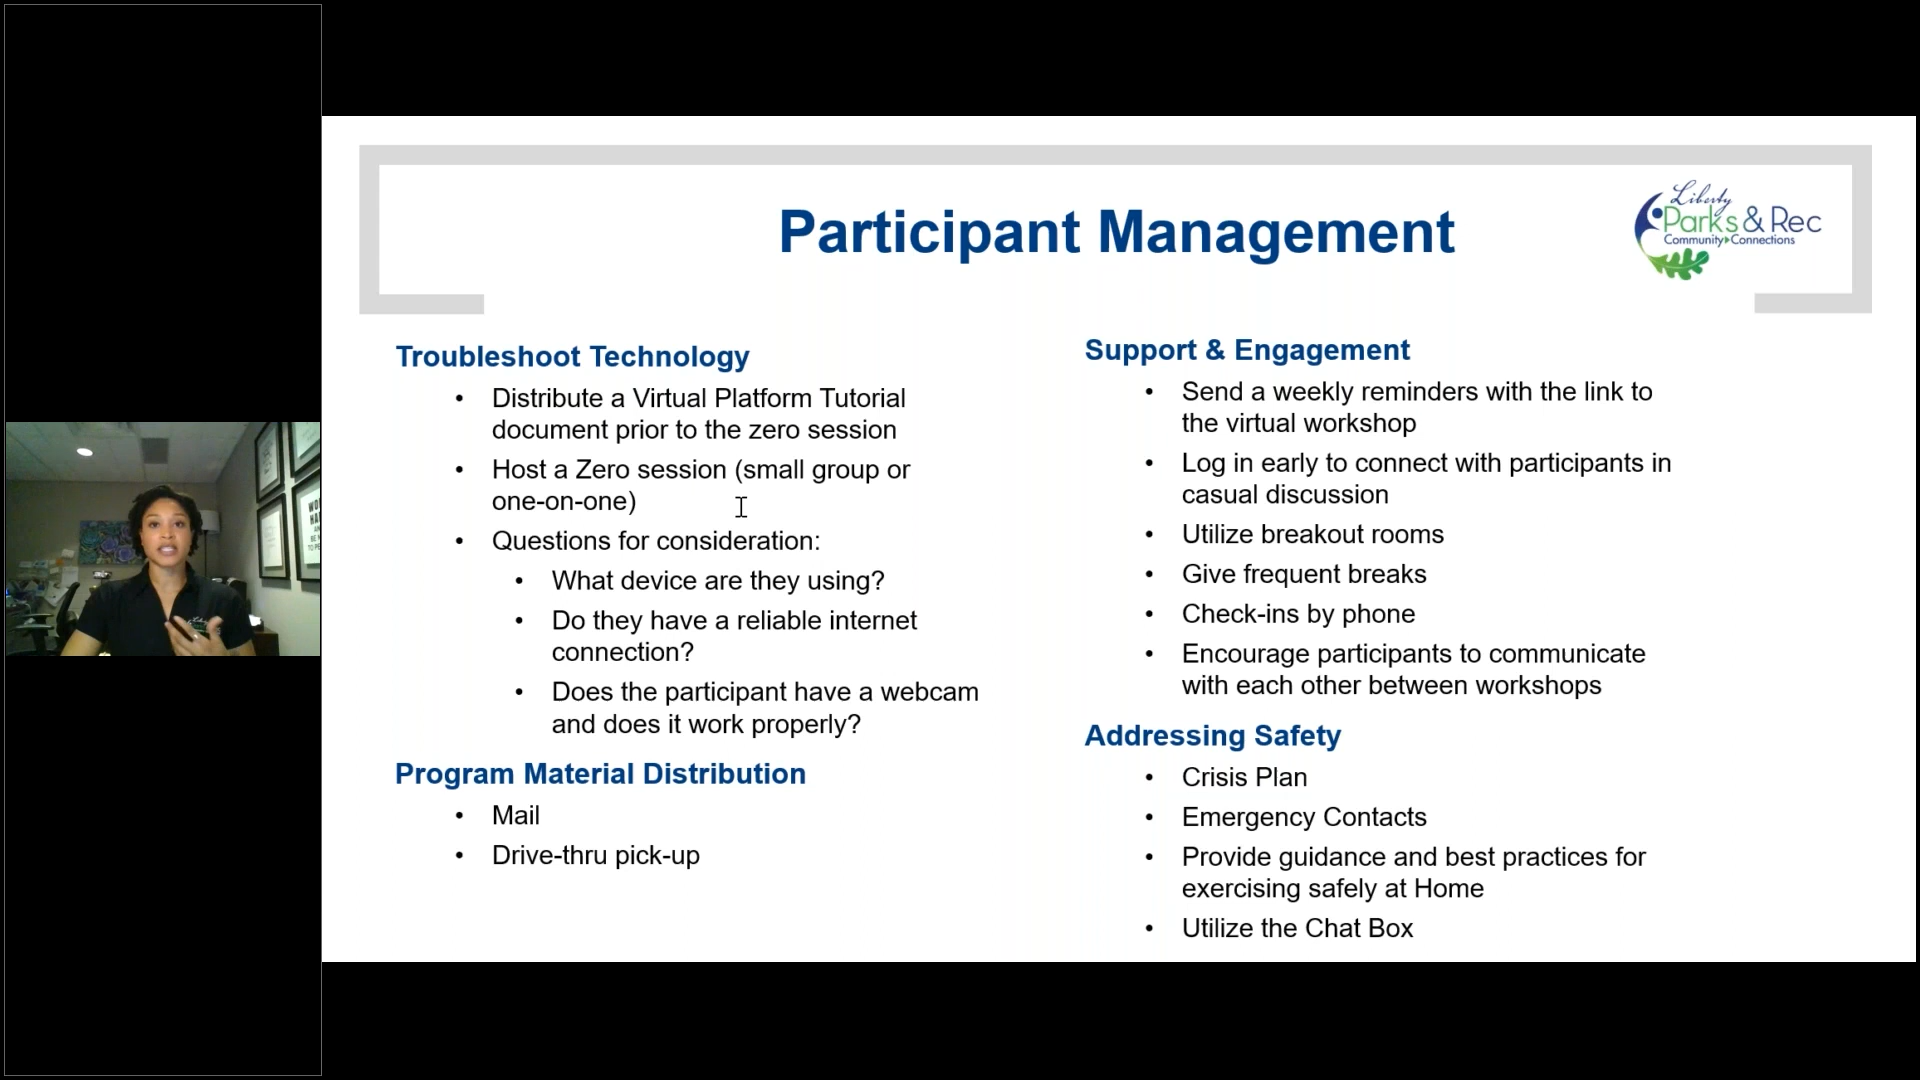 Participant Management
Liberty
Parks & Rec
Community Connections
Troubleshoot Technology
• Distribute a Virtual Platform Tutorial
document prior to the zero session
• Host a Zero session (small group or
one-on-one)
• Questions for consideration:
• What device are they using?
• Do they have a reliable internet
connection?
• Does the participant have a webcam
and does it work properly?
Program Material Distribution
• Mail
• Drive-thru pick-up
Support & Engagement
• Send a weekly reminders with the link to
the virtual workshop
• Log in early to connect with participants in
casual discussion
• Utilize breakout rooms
• Give frequent breaks
• Check-ins by phone
• Encourage participants to communicate
with each other between workshops
Addressing Safety
• Crisis Plan
• Emergency Contacts
• Provide guidance and best practices for
exercising safely at Home
• Utilize the Chat Box